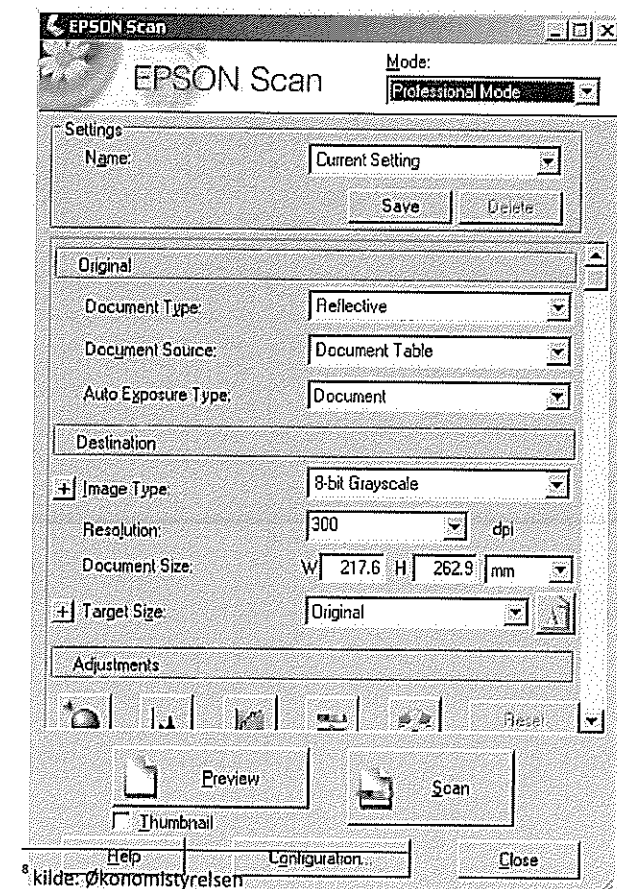 EPSON Scan
EPSON Scan
Mode:
Professional Mode
Settings
Name: Current Setting
Save Delete
Original
Document Type: Reflective
Document Source: Document Table
Auto Exposure Type: Document
Destination
+ Image Type: 8-bit Grayscale
Resolution: 300 dpi
Document Size: W 217.6 H 262.9 mm
+ Target Size: Original
Adjustments
Reset
Preview Scan
Thumbnail
Help Configuration... Close
8 kilde: Økonomistyrelsen